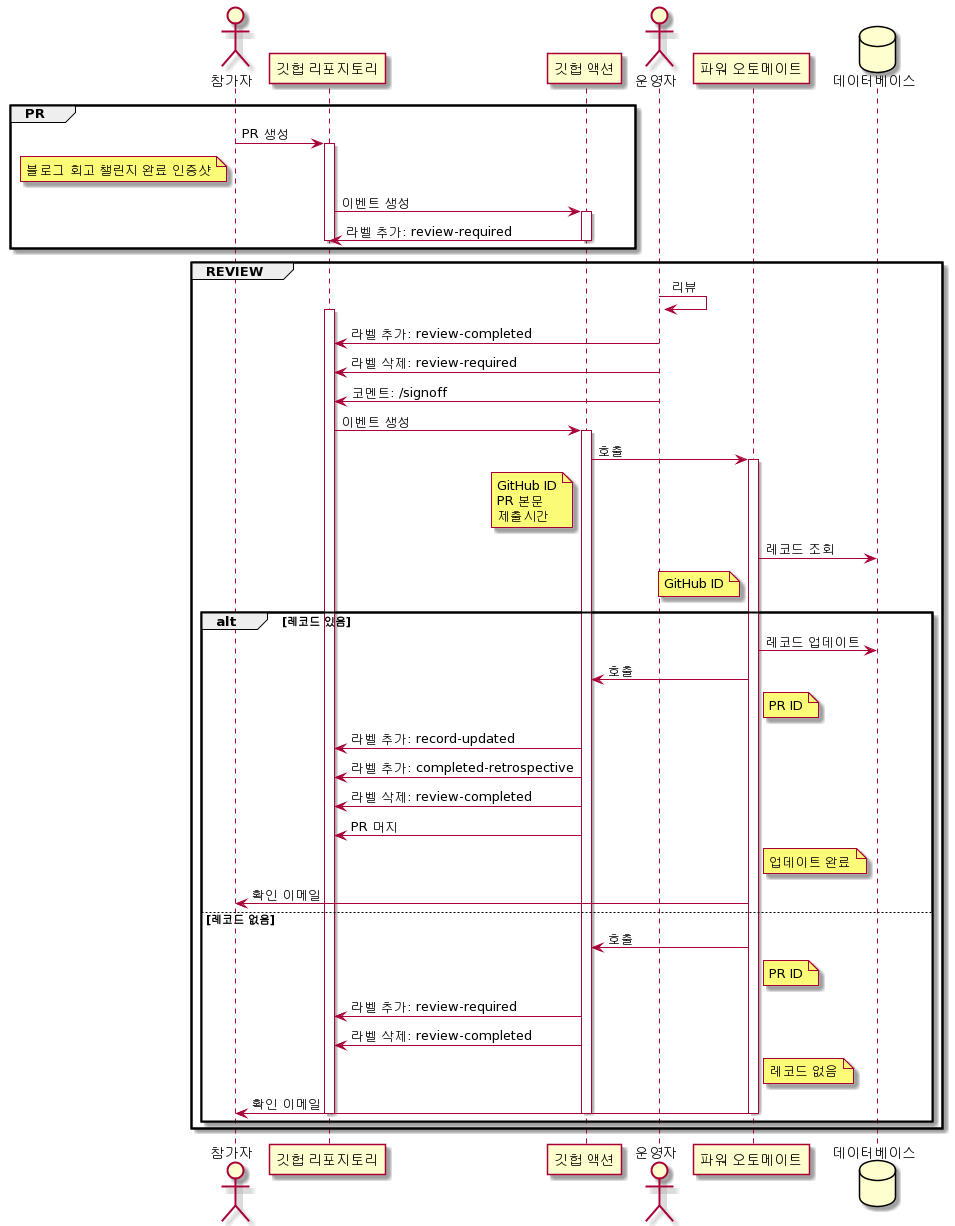 참가자
깃헙 리포지토리
깃헙 액션
운영자
파워 오토메이트
데이터베이스
PR
PR 생성
블로그 회고 챌린지 완료 인증샷
이벤트 생성
라벨 추가: review-required
REVIEW
리뷰
라벨 추가: review-completed
라벨 삭제: review-required
코멘트: /signoff
이벤트 생성
호출
GitHub ID
PR 본문
제출시간
레코드 조회
GitHub ID
alt
[레코드 있음]
레코드 업데이트
호출
PR ID
라벨 추가: record-updated
라벨 추가: completed-retrospective
라벨 삭제: review-completed
PR 머지
업데이트 완료
확인 이메일
[레코드 없음]
호출
PR ID
라벨 추가: review-required
라벨 삭제: review-completed
레코드 없음
확인 이메일
참가자
깃헙 리포지토리
깃헙 액션
운영자
파워 오토메이트
데이터베이스